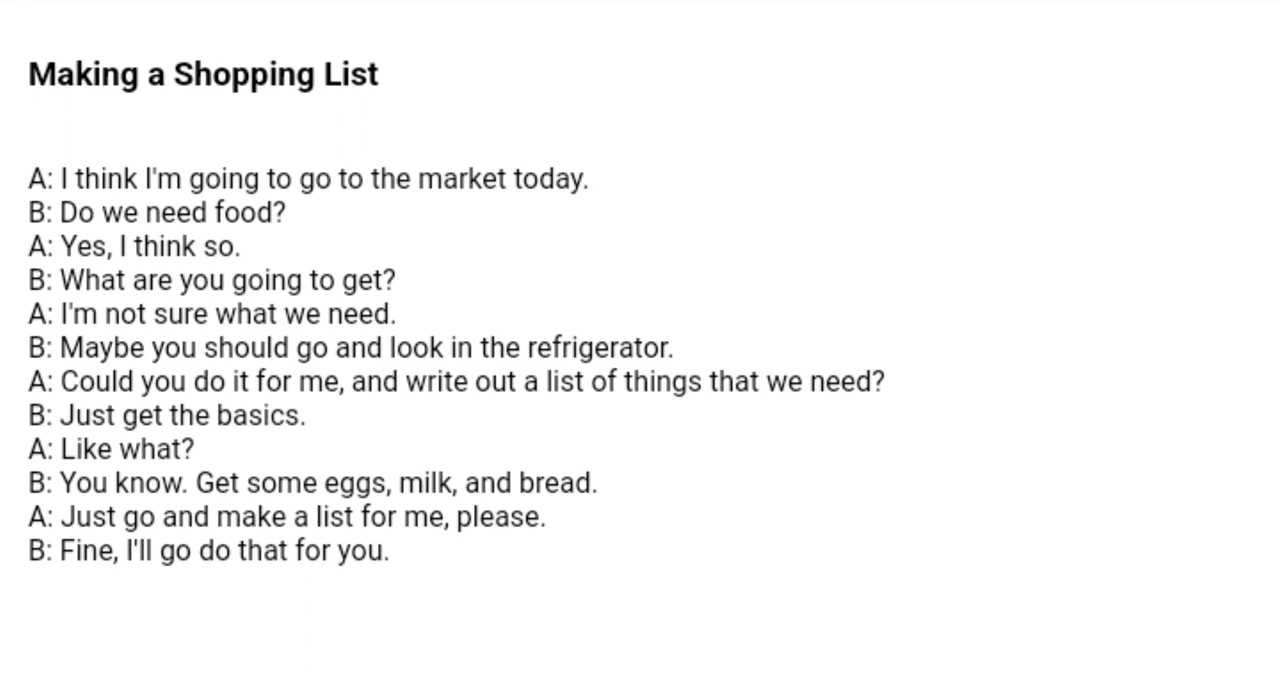 Making a Shopping List
A: I think I'm going to go to the market today.
B: Do we need food?
A: Yes, I think so.
B: What are you going to get?
A: I'm not sure what we need.
B: Maybe you should go and look in the refrigerator.
A: Could you do it for me, and write out a list of things that we need?
B: Just get the basics.
A: Like what?
B: You know. Get some eggs, milk, and bread.
A: Just go and make a list for me, please.
B: Fine, I'll go do that for you.